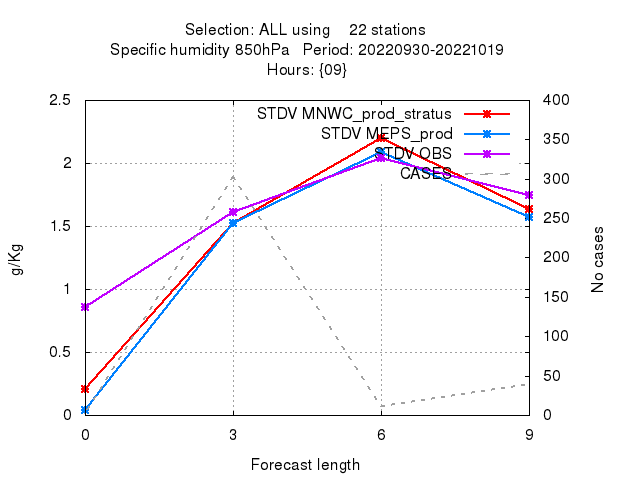 Selection: ALL using 22 stations
Specific humidity 850hPa Period: 20220930-20221019
Hours: {09}
2.5
2
1.5
1
0.5
0
g/Kg
STDV MNWC_prod_stratus
STDV MEPS_prod
STDV OBS
CASES
400
350
300
250
200
150
100
50
0
No cases
0 3 6 9
Forecast length